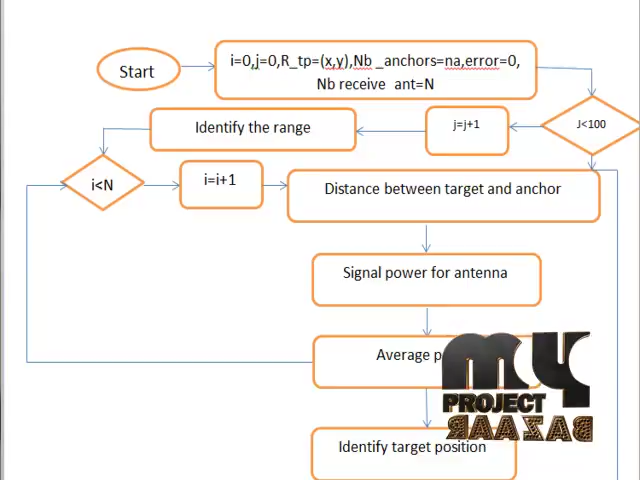 Start
i=0,j=0,R_tp=(x,y),Nb _anchors=na,error=0,
Nb receive ant=N
J<100
j=j+1
Identify the range
i<N
i=i+1
Distance between target and anchor
Signal power for antenna
Average
Identify target position
MY
PROJECT
BAZAAR